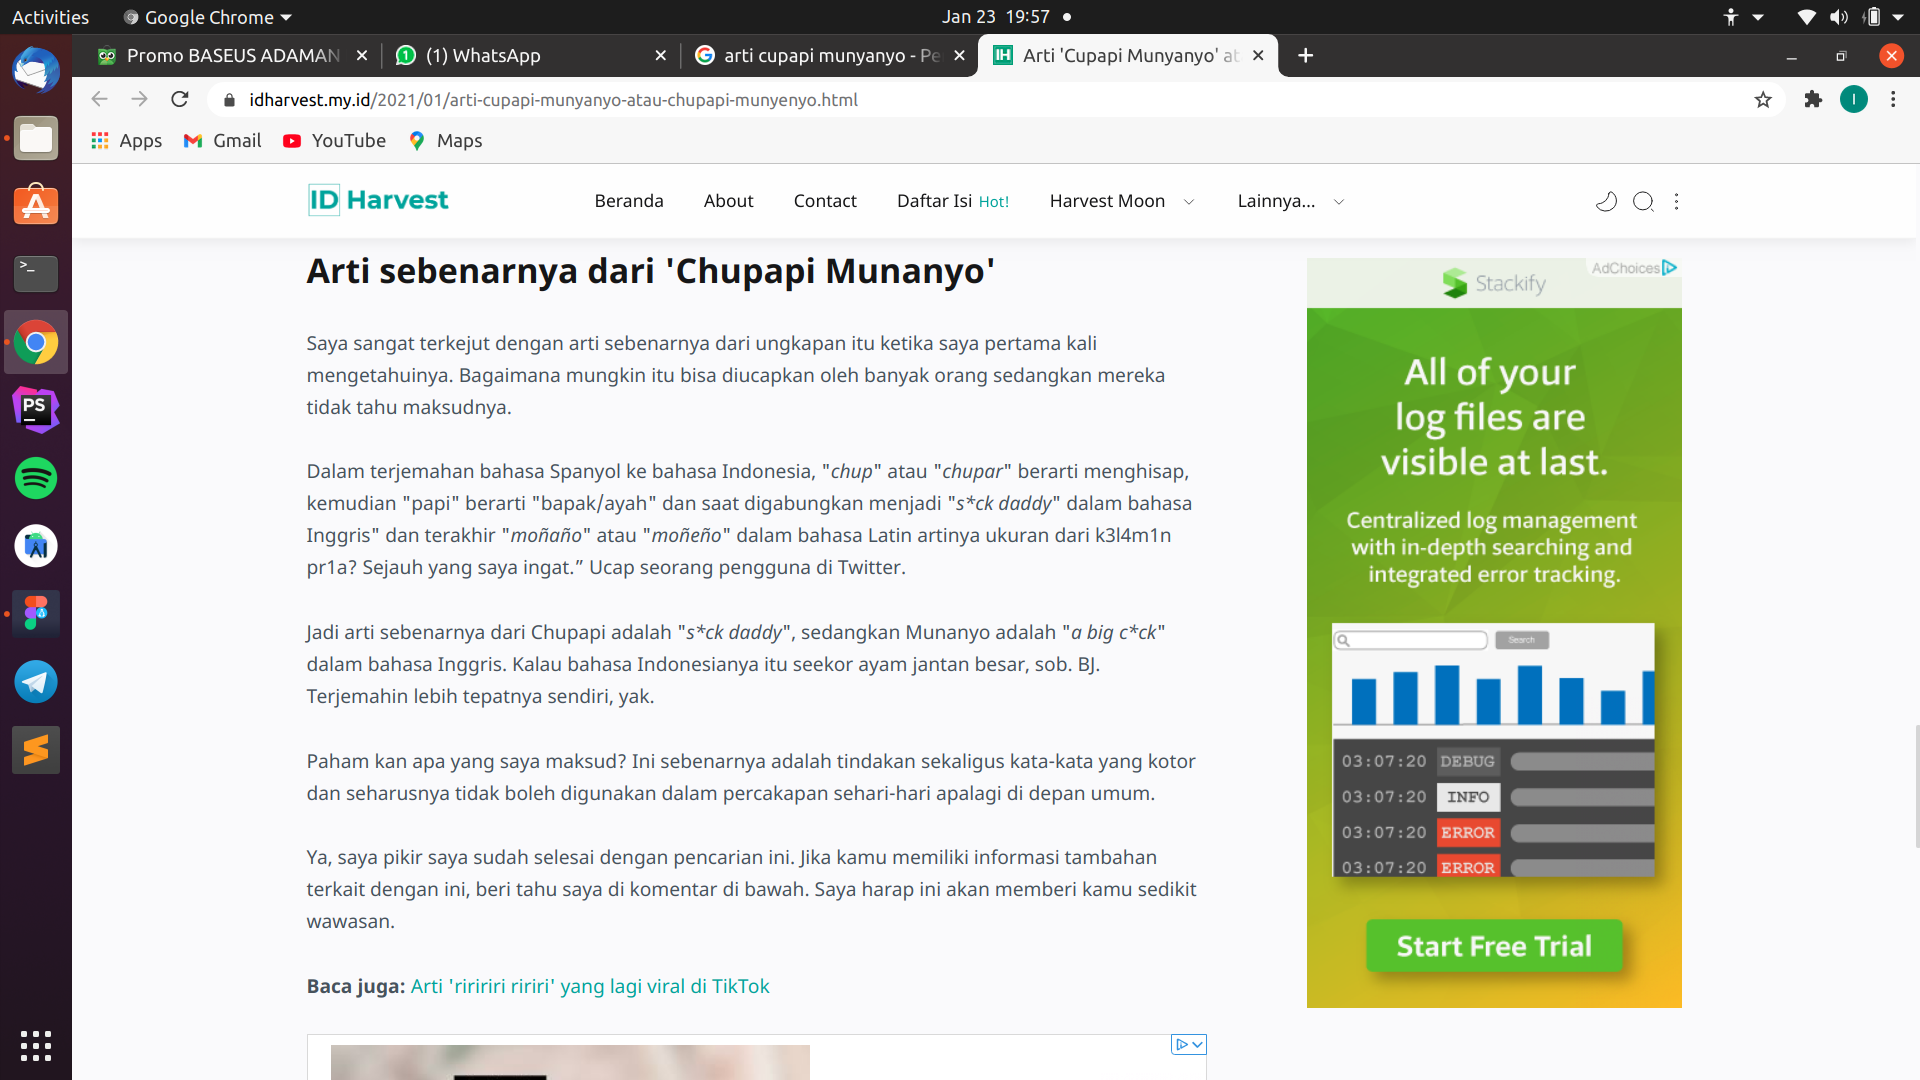 Activities
Google Chrome
Jan 23 19:57
Promo BASEUS ADAMAN
(1) WhatsApp
arti cupapi munyanyo - Pe
Arti 'Cupapi Munyanyo' at
idharvest.my.id/2021/01/arti-cupapi-munyanyo-atau-chupapi-munyenyo.html
I
Apps
Gmail
YouTube
Maps
ID Harvest
Beranda
About
Contact
Daftar Isi Hot!
Harvest Moon
Lainnya...
Arti sebenarnya dari 'Chupapi Munanyo'
Saya sangat terkejut dengan arti sebenarnya dari ungkapan itu ketika saya pertama kali
mengetahuinya. Bagaimana mungkin itu bisa diucapkan oleh banyak orang sedangkan mereka
tidak tahu maksudnya.
Dalam terjemahan bahasa Spanyol ke bahasa Indonesia, "chup" atau "chupar" berarti menghisap,
kemudian "papi" berarti "bapak/ayah" dan saat digabungkan menjadi "s*ck daddy" dalam bahasa
Inggris" dan terakhir "moñaño" atau "moñeño" dalam bahasa Latin artinya ukuran dari k3l4m1n
pr1a? Sejauh yang saya ingat.” Ucap seorang pengguna di Twitter.
Jadi arti sebenarnya dari Chupapi adalah "s*ck daddy", sedangkan Munanyo adalah "a big c*ck"
dalam bahasa Inggris. Kalau bahasa Indonesianya itu seekor ayam jantan besar, sob. BJ.
Terjemahin lebih tepatnya sendiri, yak.
Paham kan apa yang saya maksud? Ini sebenarnya adalah tindakan sekaligus kata-kata yang kotor
dan seharusnya tidak boleh digunakan dalam percakapan sehari-hari apalagi di depan umum.
Ya, saya pikir saya sudah selesai dengan pencarian ini. Jika kamu memiliki informasi tambahan
terkait dengan ini, beri tahu saya di komentar di bawah. Saya harap ini akan memberi kamu sedikit
wawasan.
Baca juga: Arti 'ririririri ririri' yang lagi viral di TikTok
AdChoices
Stackify
All of your
log files are
visible at last.
Centralized log management
with in-depth searching and
integrated error tracking.
Search
03:07:20 DEBUG
03:07:20 INFO
03:07:20 ERROR
03:07:20 ERROR
Start Free Trial
PS